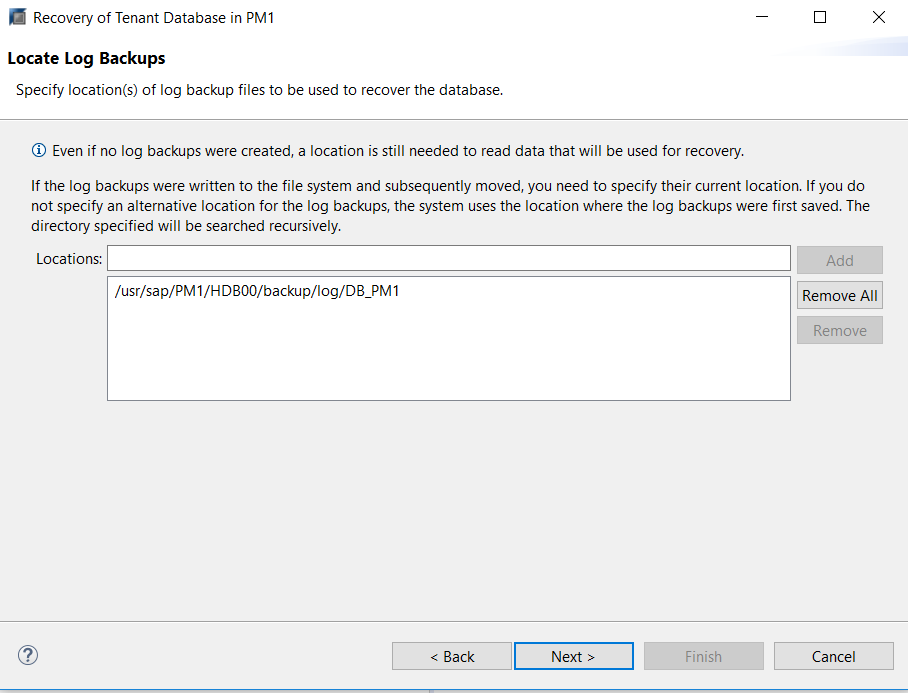 Recovery of Tenant Database in PM1
Locate Log Backups
Specify location(s) of log backup files to be used to recover the database.
Even if no log backups were created, a location is still needed to read data that will be used for recovery.
If the log backups were written to the file system and subsequently moved, you need to specify their current location. If you do
not specify an alternative location for the log backups, the system uses the location where the log backups were first saved. The
directory specified will be searched recursively.
Locations:
Add
/usr/sap/PM1/HDB00/backup/log/DB_PM1
Remove All
Remove
?
< Back
Next >
Finish
Cancel